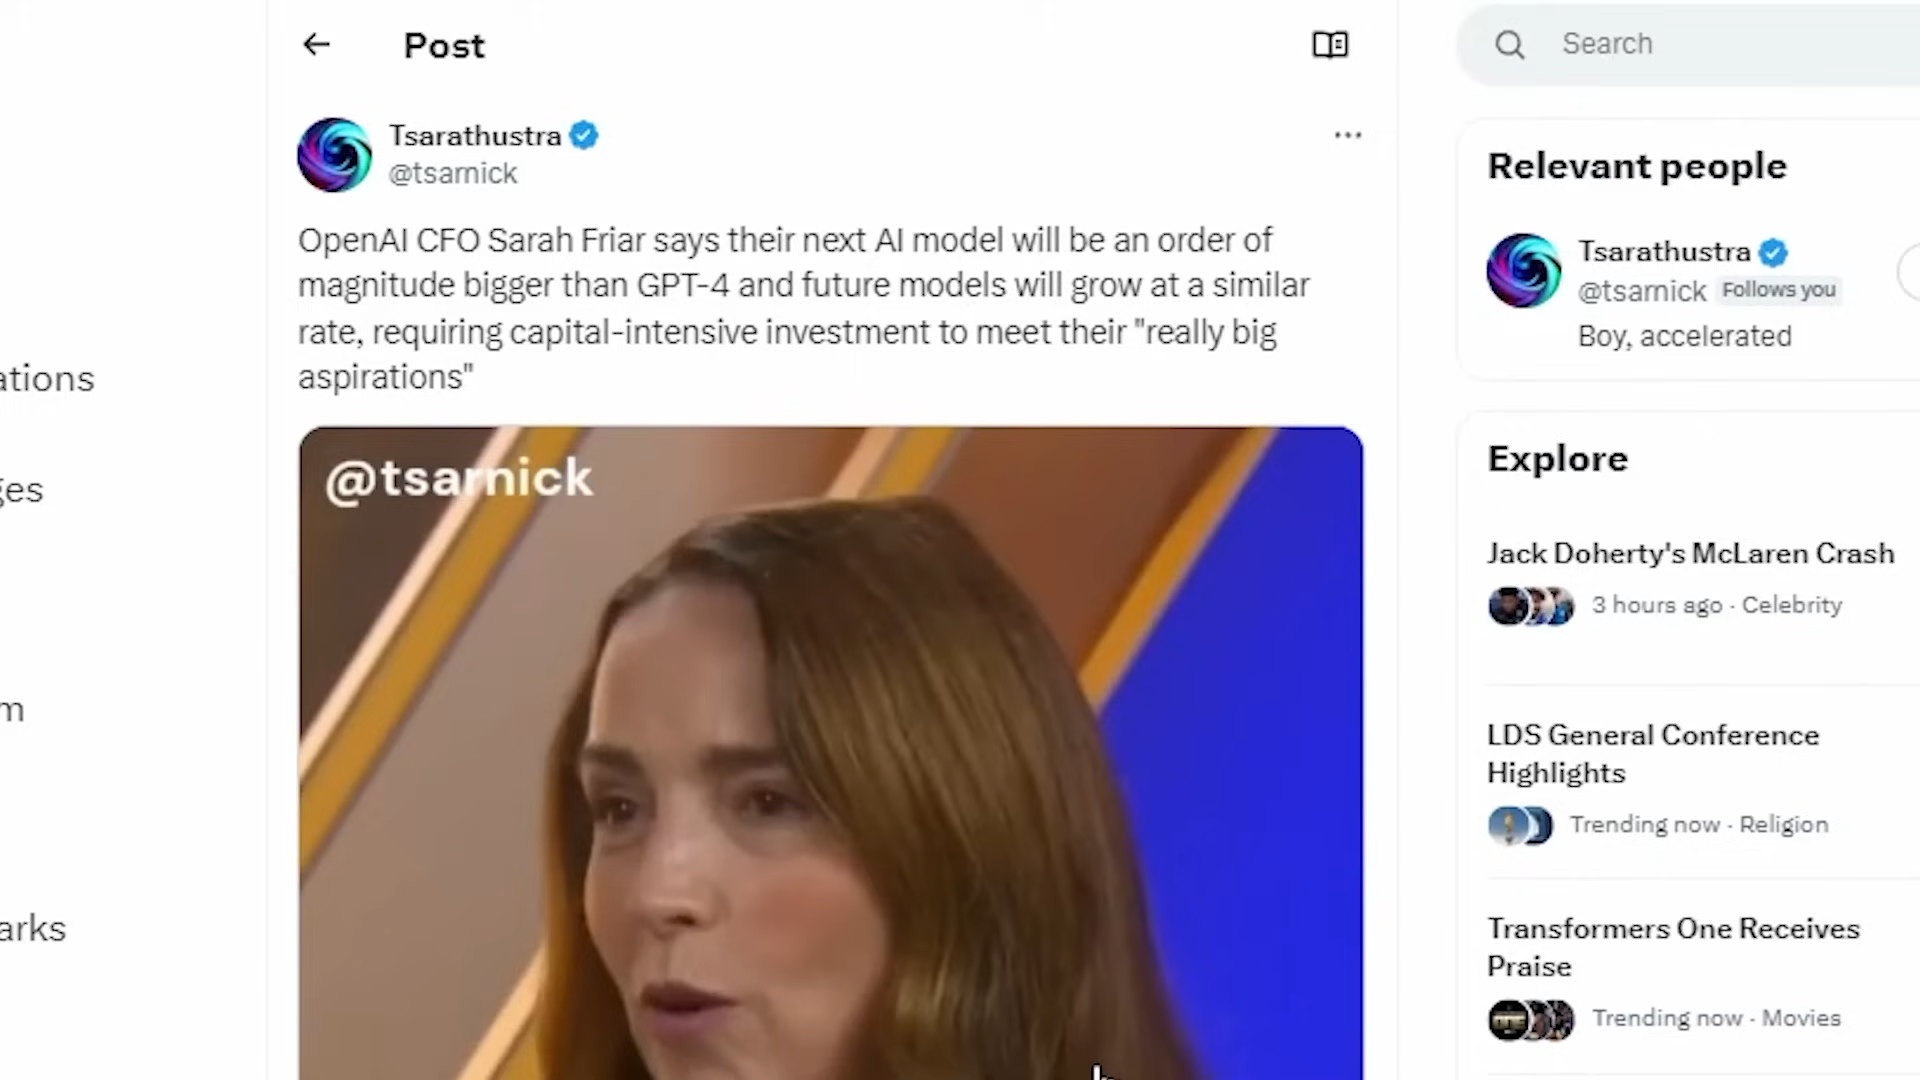 Post
Search
Tsarathustra
@tsarnick
OpenAI CFO Sarah Friar says their next AI model will be an order of
magnitude bigger than GPT-4 and future models will grow at a similar
rate, requiring capital-intensive investment to meet their "really big
aspirations"
@tsarnick
ations
ges
m
arks
Relevant people
Tsarathustra
@tsarnick Follows you
Boy, accelerated
Explore
Jack Doherty's McLaren Crash
3 hours ago · Celebrity
LDS General Conference
Highlights
Trending now · Religion
Transformers One Receives
Praise
Trending now · Movies